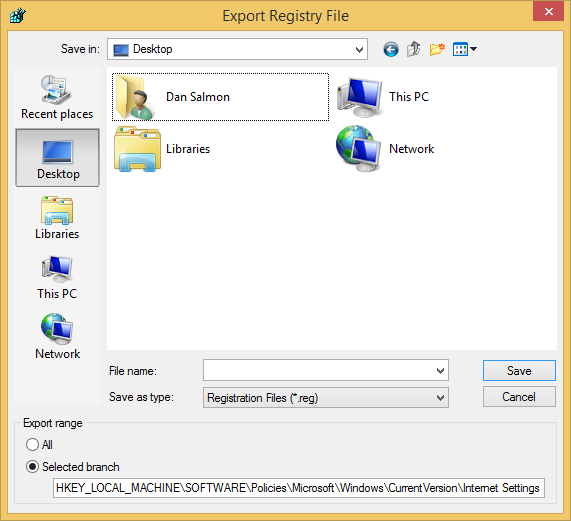 Export Registry File
Save in:
Desktop
Recent places
Desktop
Libraries
This PC
Network
Dan Salmon
This PC
Libraries
Network
File name:
Save
Save as type:
Registration Files (*.reg)
Cancel
Export range
All
Selected branch
HKEY_LOCAL_MACHINE\SOFTWARE\Policies\Microsoft\Windows\CurrentVersion\Internet Settings